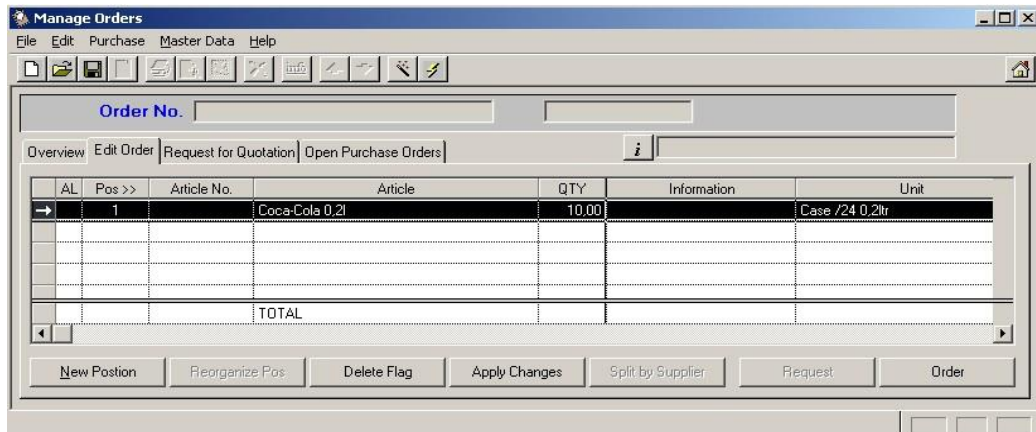 Manage Orders
File Edit Purchase Master Data Help
info
Order No.
Overview Edit Order Request for Quotation Open Purchase Orders i
AL Pos >> Article No. Article QTY Information Unit
1 Coca-Cola 0,2l 10,00 Case /24 0,2ltr
TOTAL
New Postion Reorganize Pos Delete Flag Apply Changes Split by Supplier Request Order